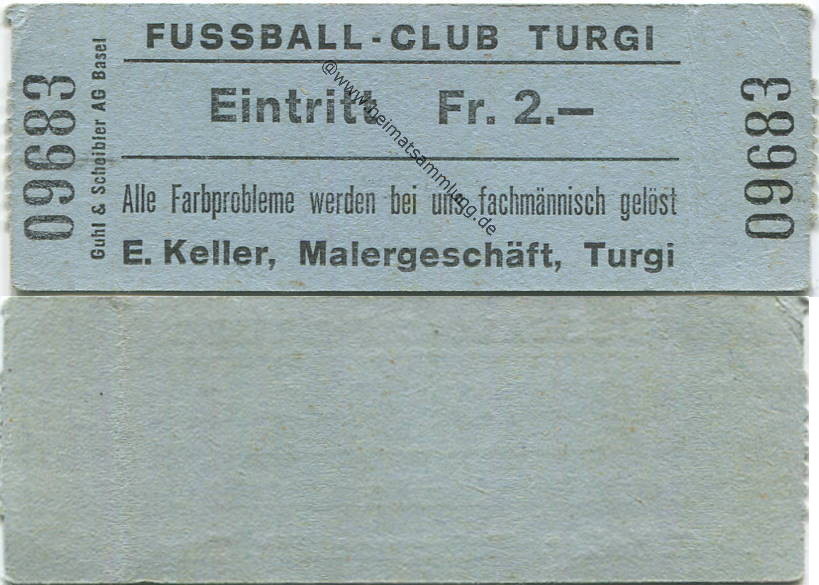 FUSSBALL-CLUB TURGI
Eintritt Fr. 2.—
Alle Farbprobleme werden bei uns fachmännisch gelöst
E. Keller, Malergeschäft, Turgi
09683
Guhl & Scheibler AG Basel
09683
@www.heimatsammlung.de